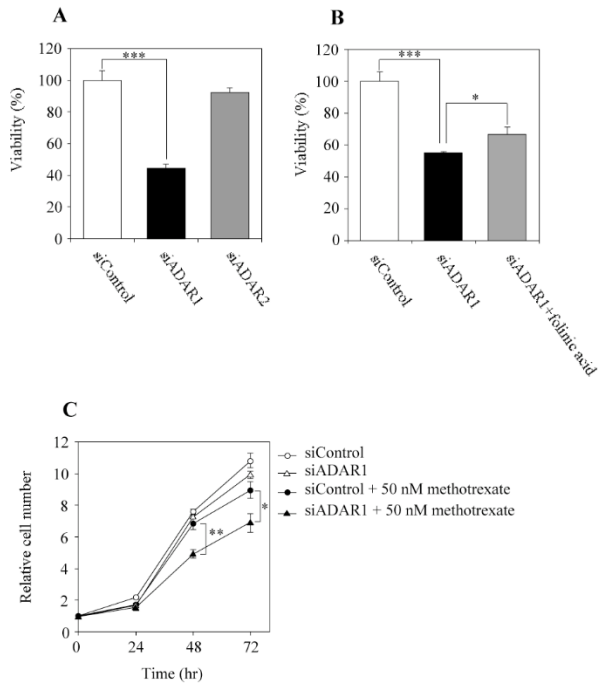 A
Viability (%)
120
100
80
60
40
20
0
***
siControl
siADAR1
siADAR2
B
Viability (%)
120
100
80
60
40
20
0
***
*
siControl
siADAR1
siADAR1+folinic acid
C
Relative cell number
12
10
8
6
4
2
0
0 24 48 72
Time (hr)
**
*
siControl
siADAR1
siControl + 50 nM methotrexate
siADAR1 + 50 nM methotrexate